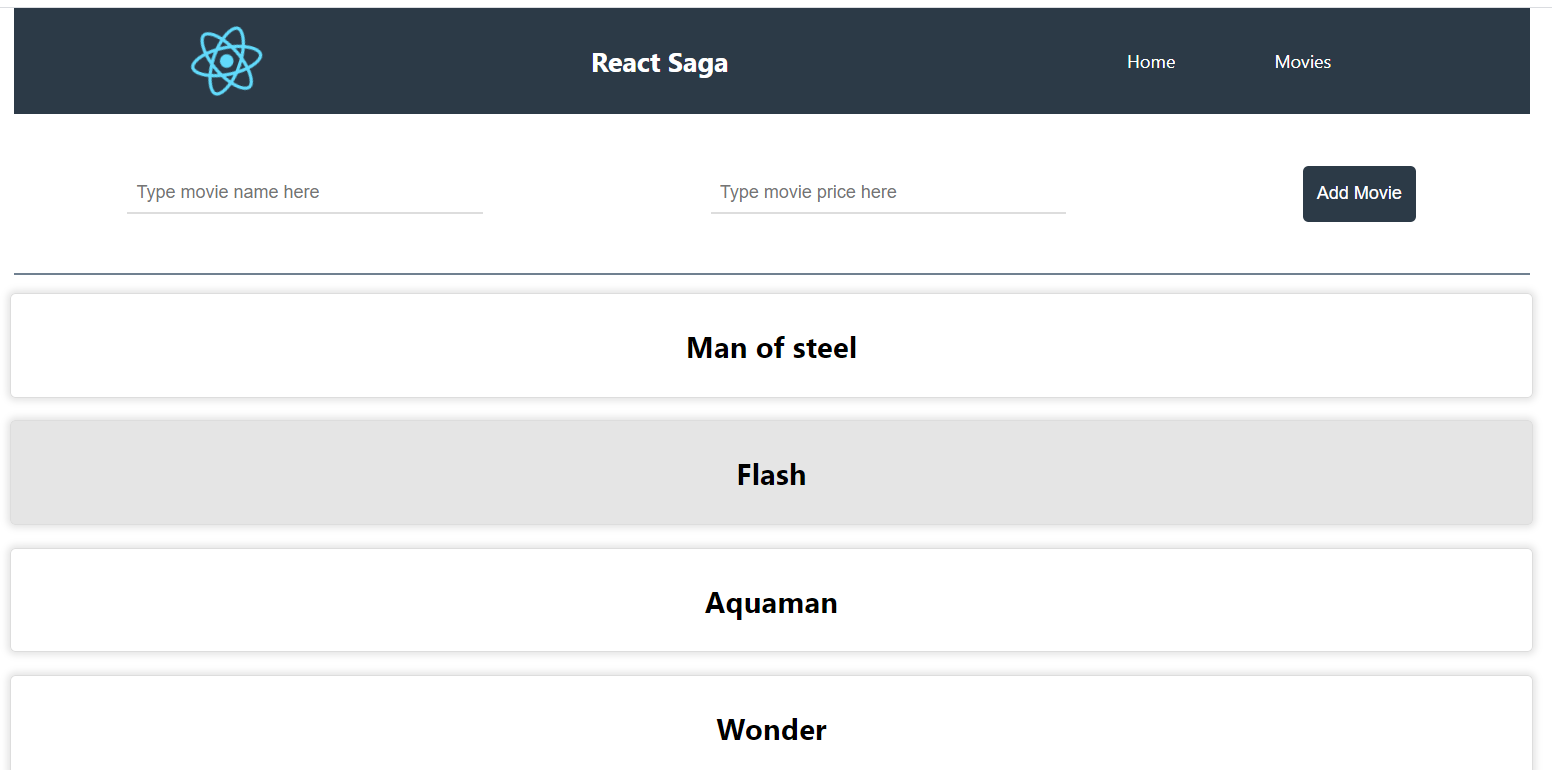 React Saga
Home
Movies
Type movie name here
Type movie price here
Add Movie
Man of steel
Flash
Aquaman
Wonder